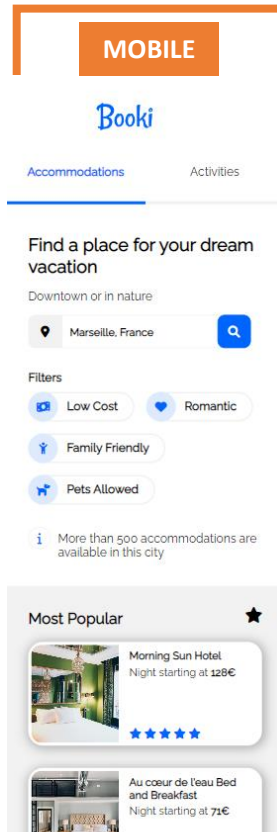 MOBILE
Booki
Accommodations Activities
Find a place for your dream
vacation
Downtown or in nature
Marseille, France
Filters
Low Cost Romantic
Family Friendly
Pets Allowed
i More than 500 accommodations are
available in this city
Most Popular
Morning Sun Hotel
Night starting at 128€
Au cœur de l'eau Bed
and Breakfast
Night starting at 71€